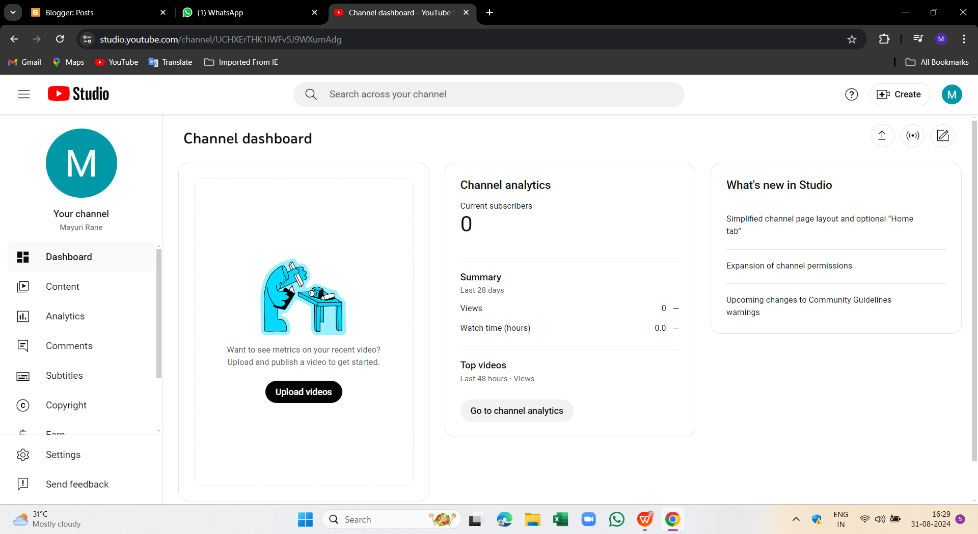 Blogger: Posts
(1) WhatsApp
Channel dashboard - YouTube S
studio.youtube.com/channel/UCHXErTHK1iWFv5J9WXumAdg
M
Gmail
Maps
YouTube
Translate
Imported From IE
All Bookmarks
Studio
Search across your channel
Create
M
M
Your channel
Mayuri Rane
Dashboard
Content
Analytics
Comments
Subtitles
Copyright
Earn
Settings
Send feedback
Channel dashboard
Want to see metrics on your recent video?
Upload and publish a video to get started.
Upload videos
Channel analytics
Current subscribers
0
Summary
Last 28 days
Views 0 —
Watch time (hours) 0.0 —
Top videos
Last 48 hours · Views
Go to channel analytics
What's new in Studio
Simplified channel page layout and optional “Home
tab”
Expansion of channel permissions
Upcoming changes to Community Guidelines
warnings
31°C
Mostly cloudy
Search
ENG
IN
16:29
31-08-2024
5